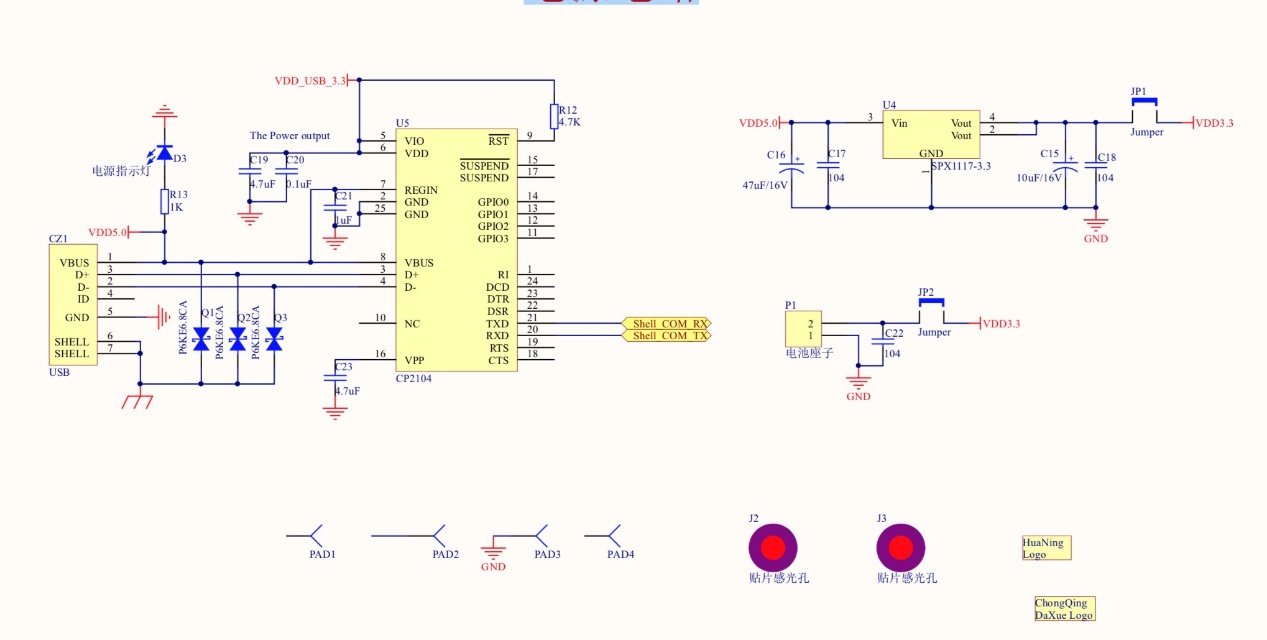 VDD_USB_3.3
The Power output
C19
4.7uF
C20
0.1uF
电源指示灯
D3
R13
1K
VDD5.0
CZ1
VBUS
D+
D-
ID
GND
SHELL
SHELL
USB
1
3
2
4
5
6
7
P6KE6.8CA
Q1
P6KE6.8CA
Q2
P6KE6.8CA
Q3
C21
1uF
C23
4.7uF
U5
5 VIO
6 VDD
7 REGIN
2 GND
25 GND
8 VBUS
3 D+
4 D-
10 NC
16 VPP
RST 9
SUSPEND 15
SUSPEND 17
GPIO0 14
GPIO1 13
GPIO2 12
GPIO3 11
RI 1
DCD 24
DTR 23
DSR 22
TXD 21
RXD 20
RTS 19
CTS 18
CP2104
R12
4.7K
Shell_COM_RX
Shell_COM_TX
VDD5.0
C16
+
47uF/16V
C17
104
U4
3 Vin
Vout 4
Vout 2
GND
1
SPX1117-3.3
C15
+
10uF/16V
C18
104
GND
JP1
Jumper
VDD3.3
P1
2
1
电池座子
C22
104
GND
JP2
Jumper
VDD3.3
PAD1
PAD2
GND
PAD3
PAD4
J2
贴片感光孔
J3
贴片感光孔
HuaNing
Logo
ChongQing
DaXue Logo